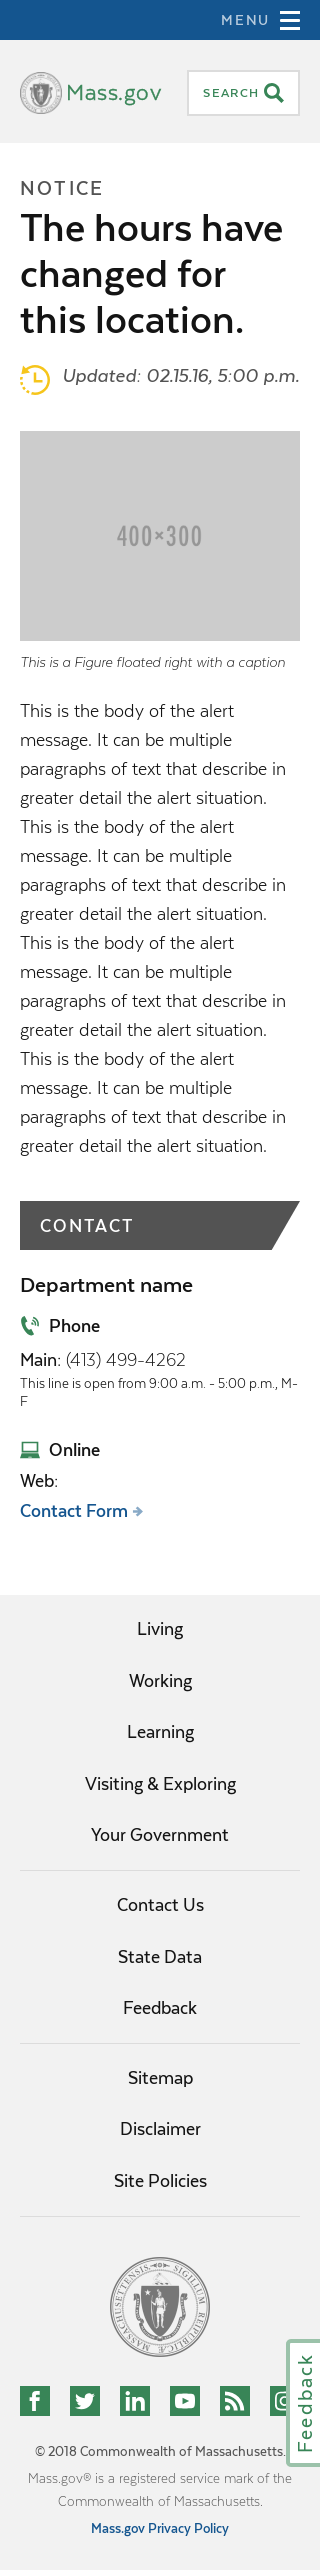 MENU
Mass.gov
SEARCH
NOTICE
The hours have
changed for
this location.
Updated: 02.15.16, 5:00 p.m.
400×300
This is a Figure floated right with a caption
This is the body of the alert
message. It can be multiple
paragraphs of text that describe in
greater detail the alert situation.
This is the body of the alert
message. It can be multiple
paragraphs of text that describe in
greater detail the alert situation.
This is the body of the alert
message. It can be multiple
paragraphs of text that describe in
greater detail the alert situation.
This is the body of the alert
message. It can be multiple
paragraphs of text that describe in
greater detail the alert situation.
CONTACT
Department name
Phone
Main: (413) 499-4262
This line is open from 9:00 a.m. - 5:00 p.m., M-
F
Online
Web:
Contact Form
Living
Working
Learning
Visiting & Exploring
Your Government
Contact Us
State Data
Feedback
Sitemap
Disclaimer
Site Policies
Feedback
© 2018 Commonwealth of Massachusetts.
Mass.gov® is a registered service mark of the
Commonwealth of Massachusetts.
Mass.gov Privacy Policy